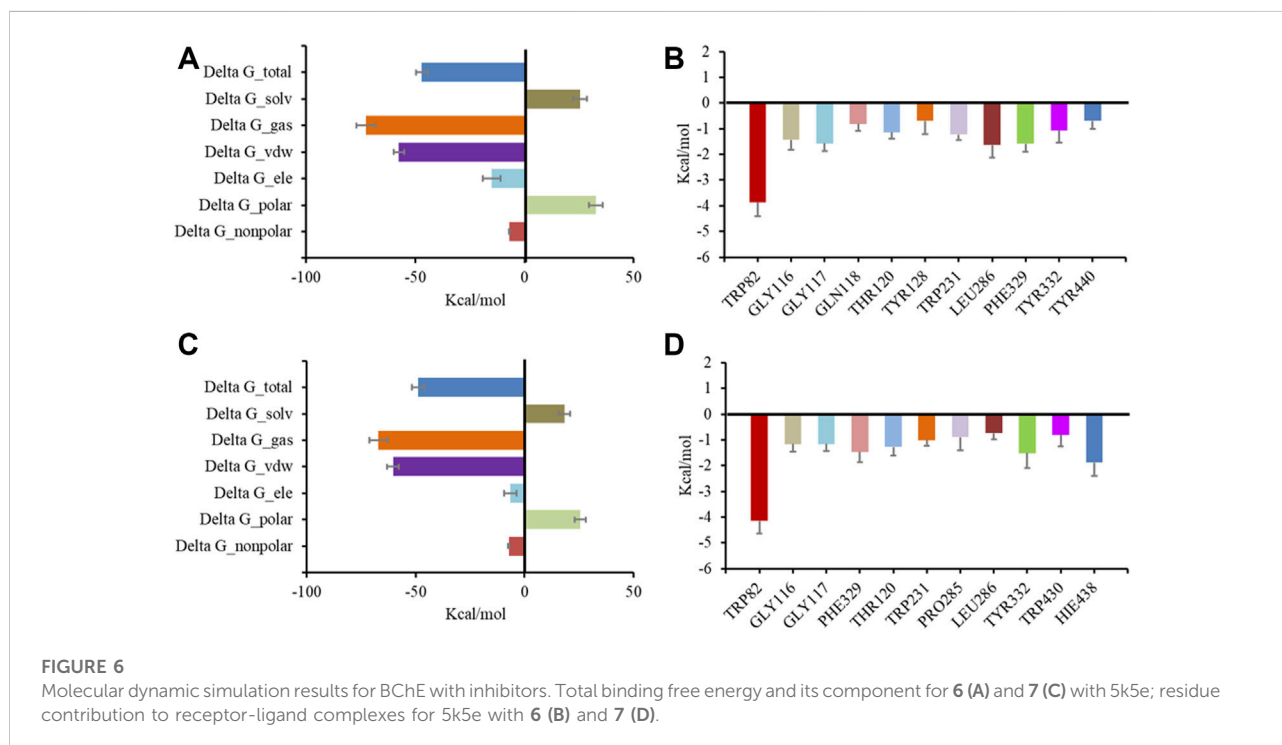 A
Delta G_total
Delta G_solv
Delta G_gas
Delta G_vdw
Delta G_ele
Delta G_polar
Delta G_nonpolar
-100
-50
0
50
Kcal/mol
B
Kcal/mol
2
1
0
-1
-2
-3
-4
-5
-6
TRP82
GLY116
GLY117
GLN118
THR120
TYR128
TRP231
LEU286
PHE329
TYR332
TYR440
C
Delta G_total
Delta G_solv
Delta G_gas
Delta G_vdw
Delta G_ele
Delta G_polar
Delta G_nonpolar
-100
-50
0
50
Kcal/mol
D
Kcal/mol
2
1
0
-1
-2
-3
-4
-5
-6
TRP82
GLY116
GLY117
PHE329
THR120
TRP231
PRO285
LEU286
TYR332
TRP430
HIE438
FIGURE 6
Molecular dynamic simulation results for BChE with inhibitors. Total binding free energy and its component for 6 (A) and 7 (C) with 5k5e; residue
contribution to receptor-ligand complexes for 5k5e with 6 (B) and 7 (D).